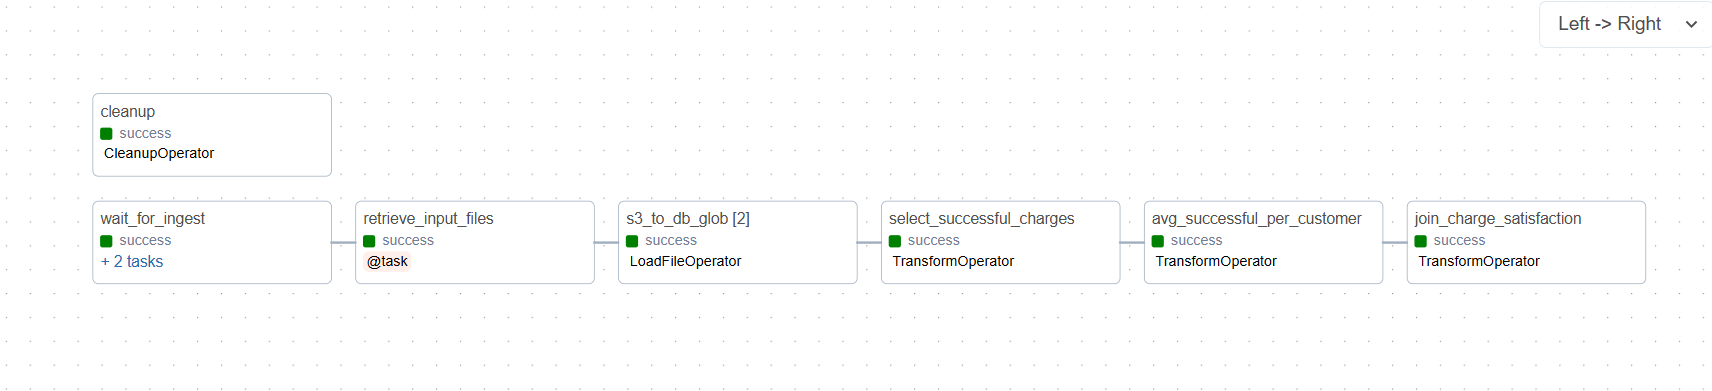 Left -> Right
cleanup
success
CleanupOperator
wait_for_ingest
success
+ 2 tasks
retrieve_input_files
success
@task
s3_to_db_glob [2]
success
LoadFileOperator
select_successful_charges
success
TransformOperator
avg_successful_per_customer
success
TransformOperator
join_charge_satisfaction
success
TransformOperator